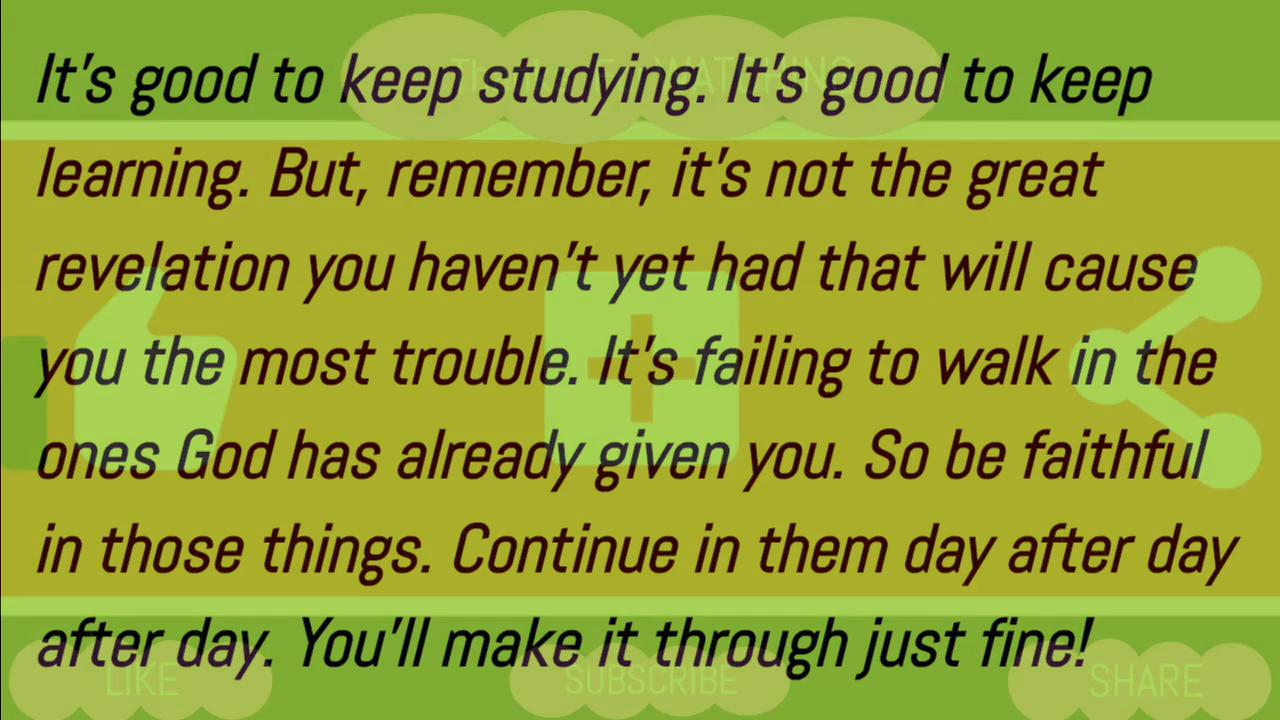 It's good to keep studying. It's good to keep
learning. But, remember, it's not the great
revelation you haven't yet had that will cause
you the most trouble. It's failing to walk in the
ones God has already given you. So be faithful
in those things. Continue in them day after day
after day. You'll make it through just fine!
WATCHING
LIKE
SUBSCRIBE
SHARE